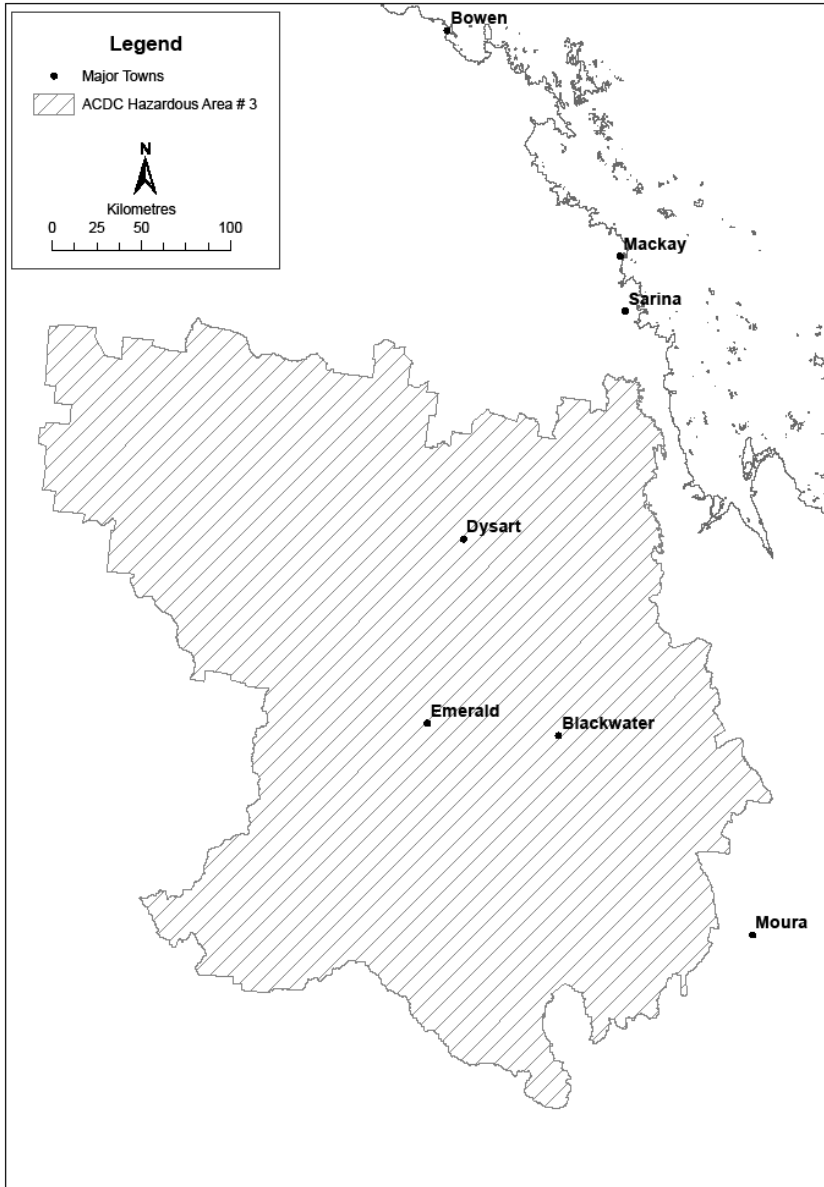 Bowen
Legend
Major Towns
ACDC Hazardous Area # 3
N
Kilometres
0 25 50 100
Mackay
Sarina
Dysart
Emerald
Blackwater
Moura